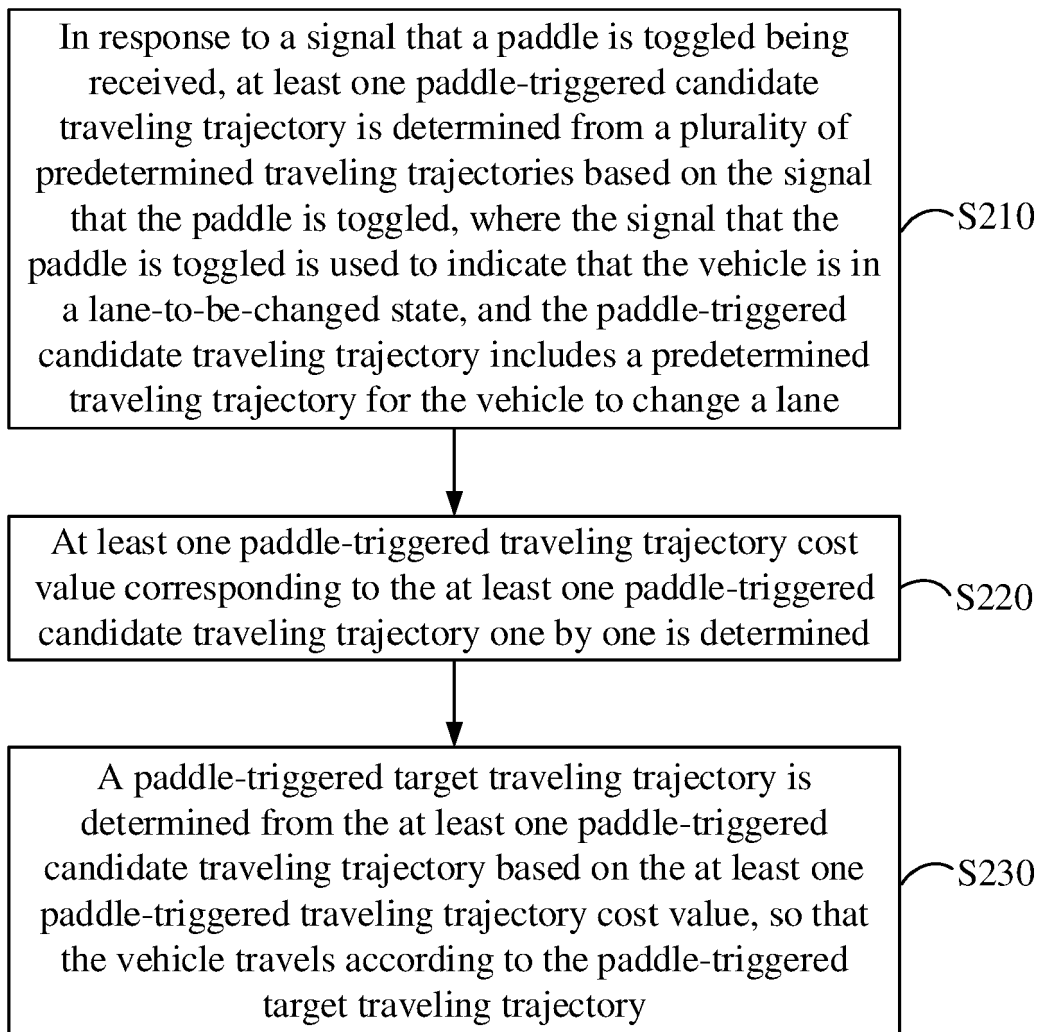 In response to a signal that a paddle is toggled being
received, at least one paddle-triggered candidate
traveling trajectory is determined from a plurality of
predetermined traveling trajectories based on the signal
that the paddle is toggled, where the signal that the
paddle is toggled is used to indicate that the vehicle is in
a lane-to-be-changed state, and the paddle-triggered
candidate traveling trajectory includes a predetermined
traveling trajectory for the vehicle to change a lane
S210
At least one paddle-triggered traveling trajectory cost
value corresponding to the at least one paddle-triggered
candidate traveling trajectory one by one is determined
S220
A paddle-triggered target traveling trajectory is
determined from the at least one paddle-triggered
candidate traveling trajectory based on the at least one
paddle-triggered traveling trajectory cost value, so that
the vehicle travels according to the paddle-triggered
target traveling trajectory
S230